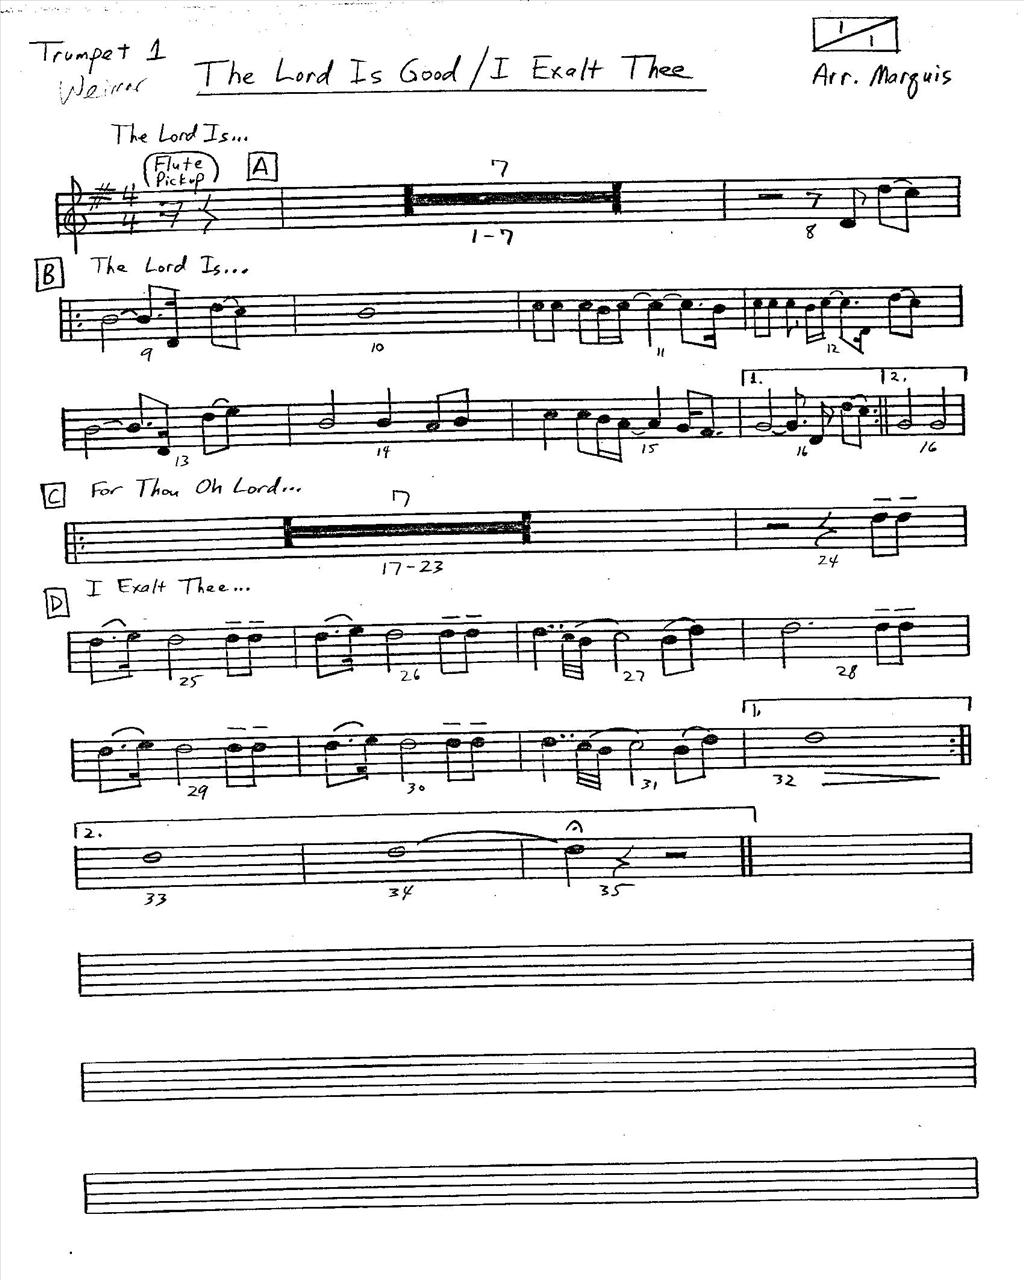 Trumpet 1
The Lord Is Good/I Exalt Thee
1/1
Arr. Marquis
The Lord Is...
(Flute Pickup)
A
4 4
7
1-7
8
B The Lord Is...
9 10 11 12
1. 2.
13 14 15 16 16
C For Thou Oh Lord...
7
17-23 24
D I Exalt Thee...
25 26 27 28
1.
29 30 31 32
2.
33 34 35